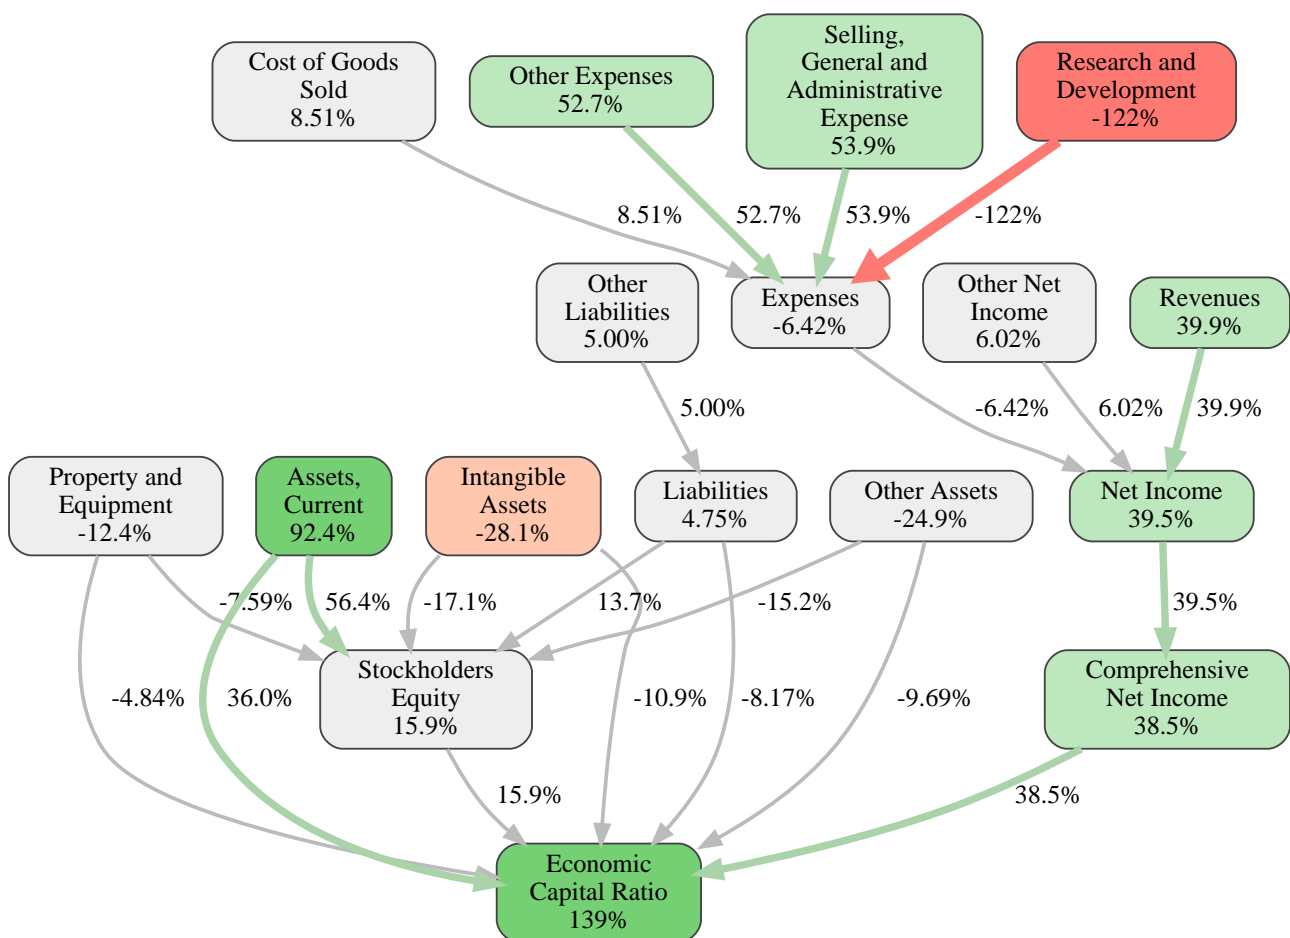 Cost of Goods
Sold
8.51%
Other Expenses
52.7%
Selling,
General and
Administrative
Expense
53.9%
Research and
Development
-122%
8.51%
52.7%
53.9%
-122%
Other
Liabilities
5.00%
Expenses
-6.42%
Other Net
Income
6.02%
Revenues
39.9%
5.00%
-6.42%
6.02%
39.9%
Property and
Equipment
-12.4%
Assets,
Current
92.4%
Intangible
Assets
-28.1%
Liabilities
4.75%
Other Assets
-24.9%
Net Income
39.5%
-7.59%
56.4%
-17.1%
13.7%
-15.2%
39.5%
Stockholders
Equity
15.9%
Comprehensive
Net Income
38.5%
-4.84%
36.0%
-10.9%
-8.17%
-9.69%
15.9%
38.5%
Economic
Capital Ratio
139%